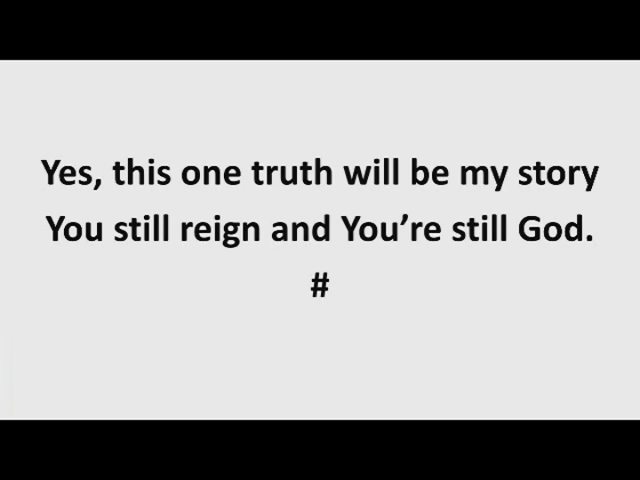 Yes, this one truth will be my story
You still reign and You’re still God.
#